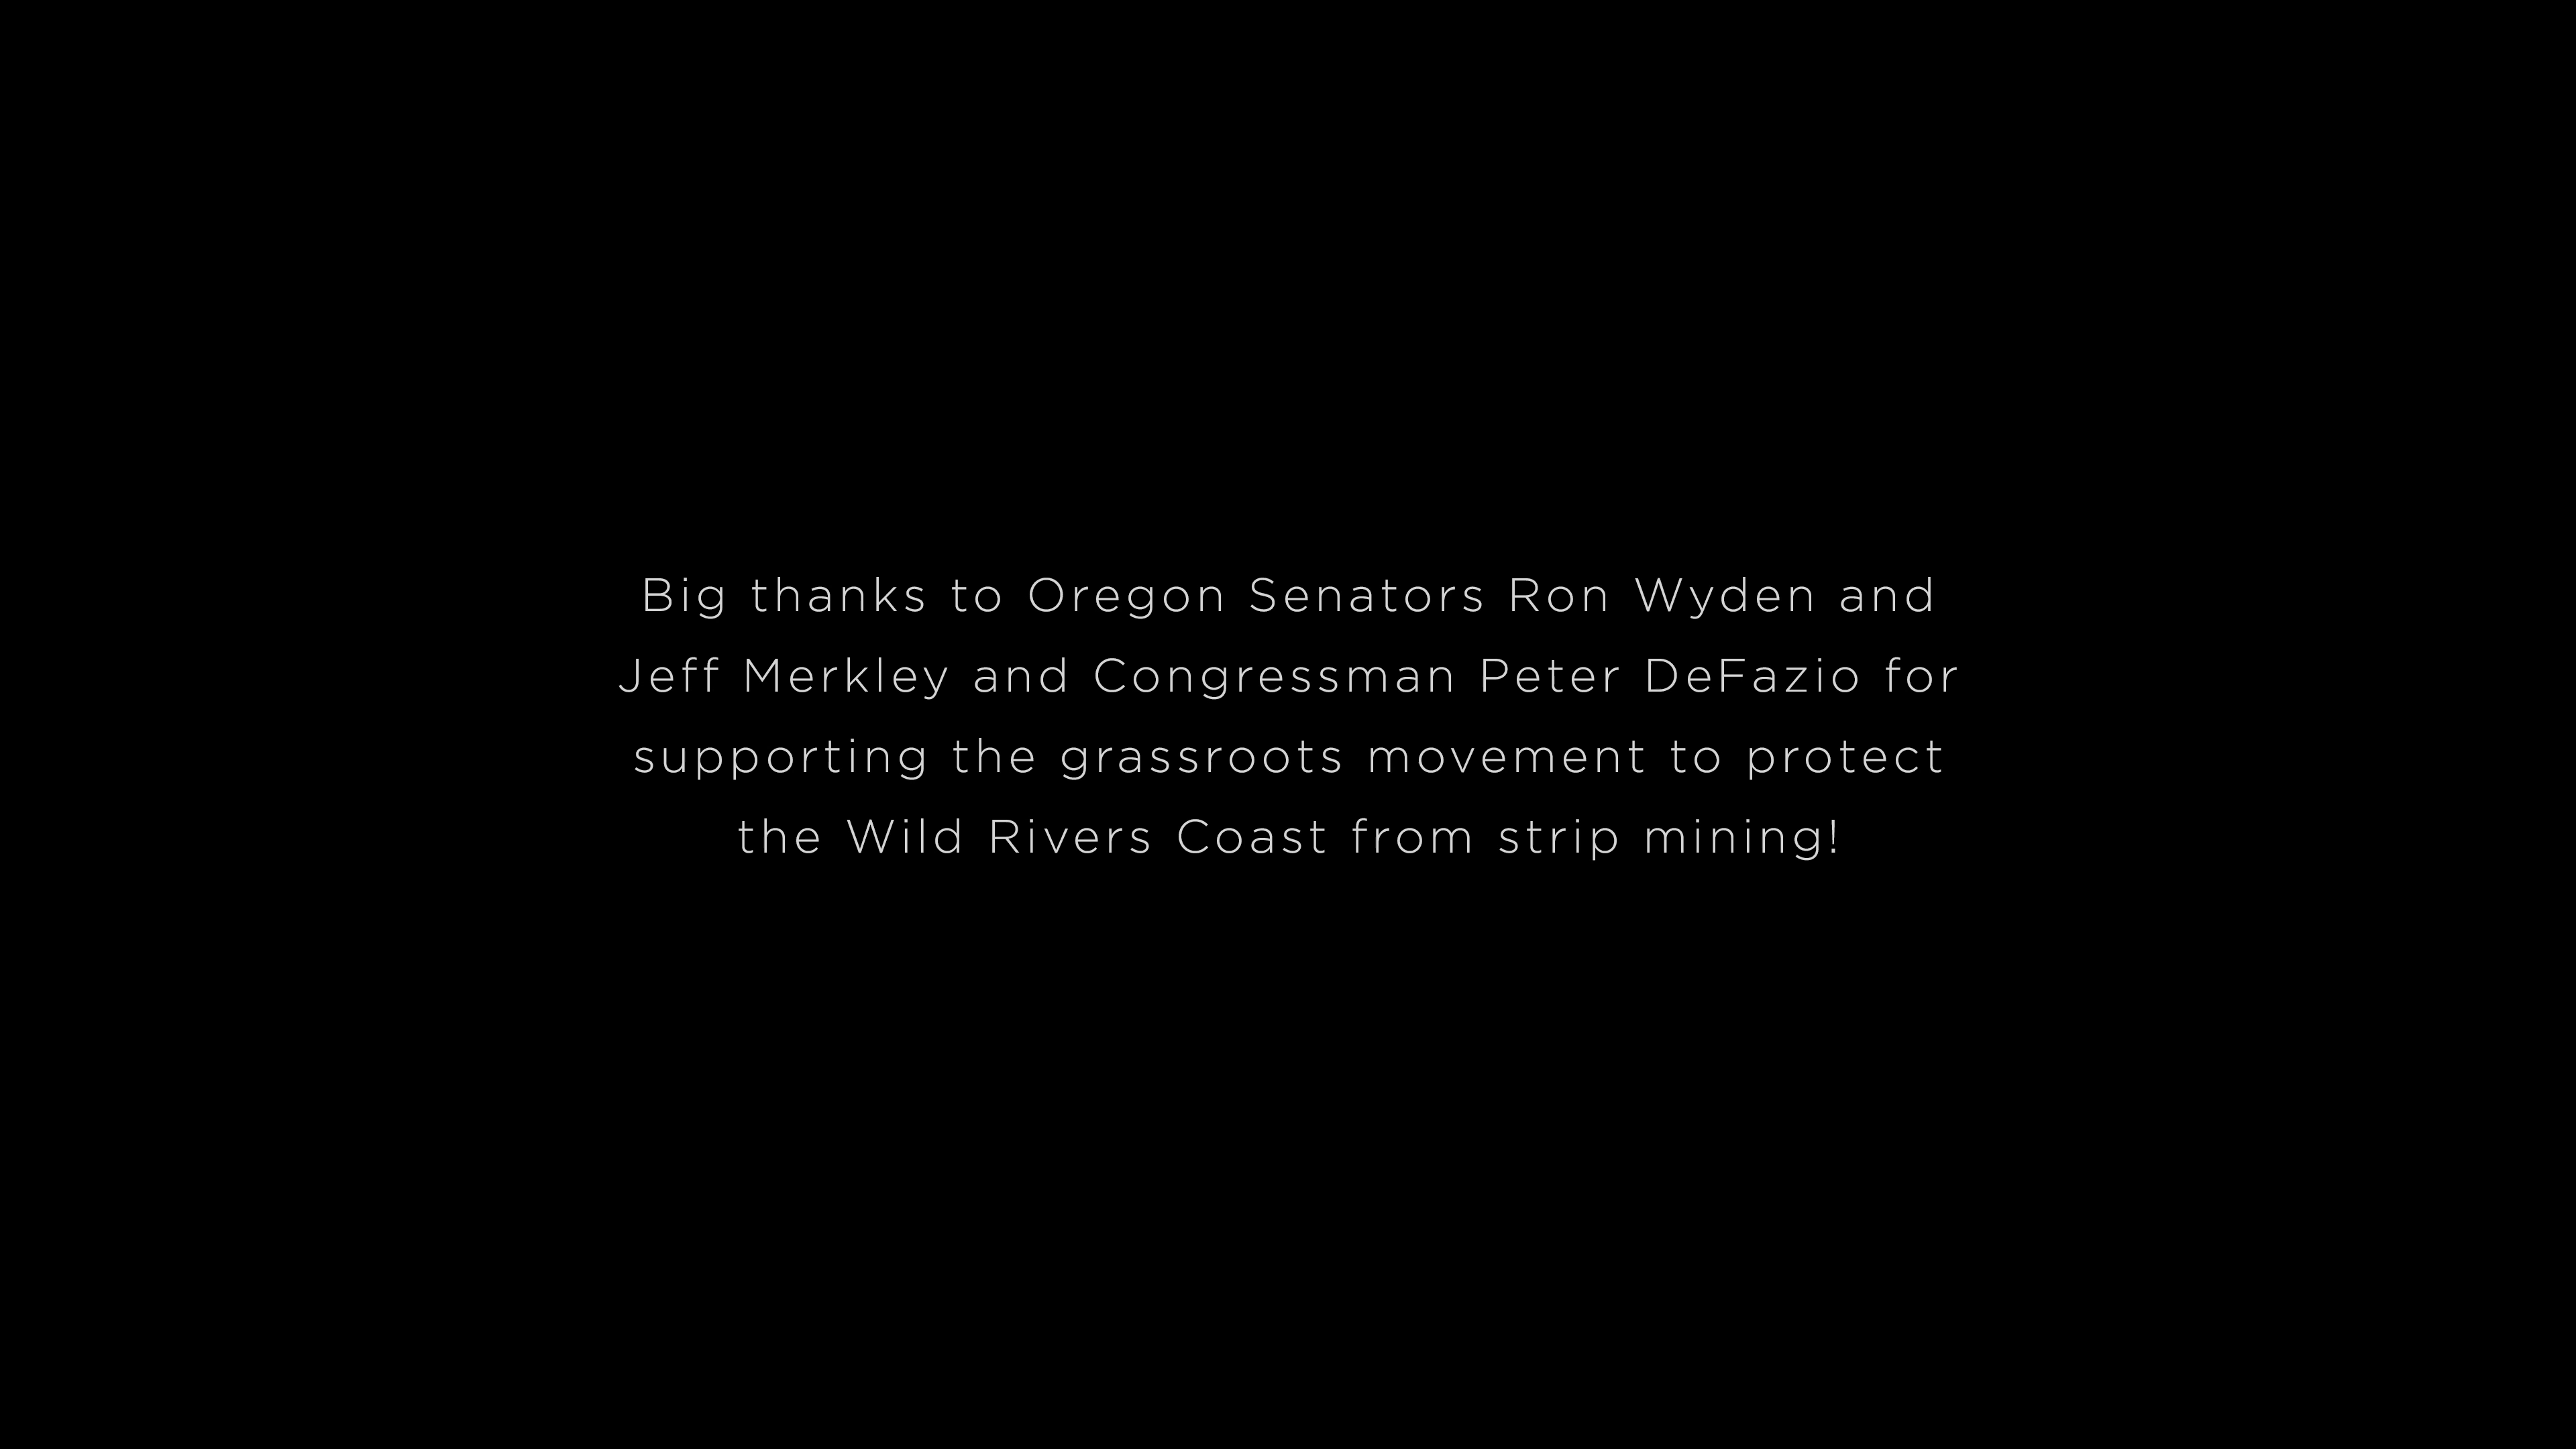 Big thanks to Oregon Senators Ron Wyden and
Jeff Merkley and Congressman Peter DeFazio for
supporting the grassroots movement to protect
the Wild Rivers Coast from strip mining!